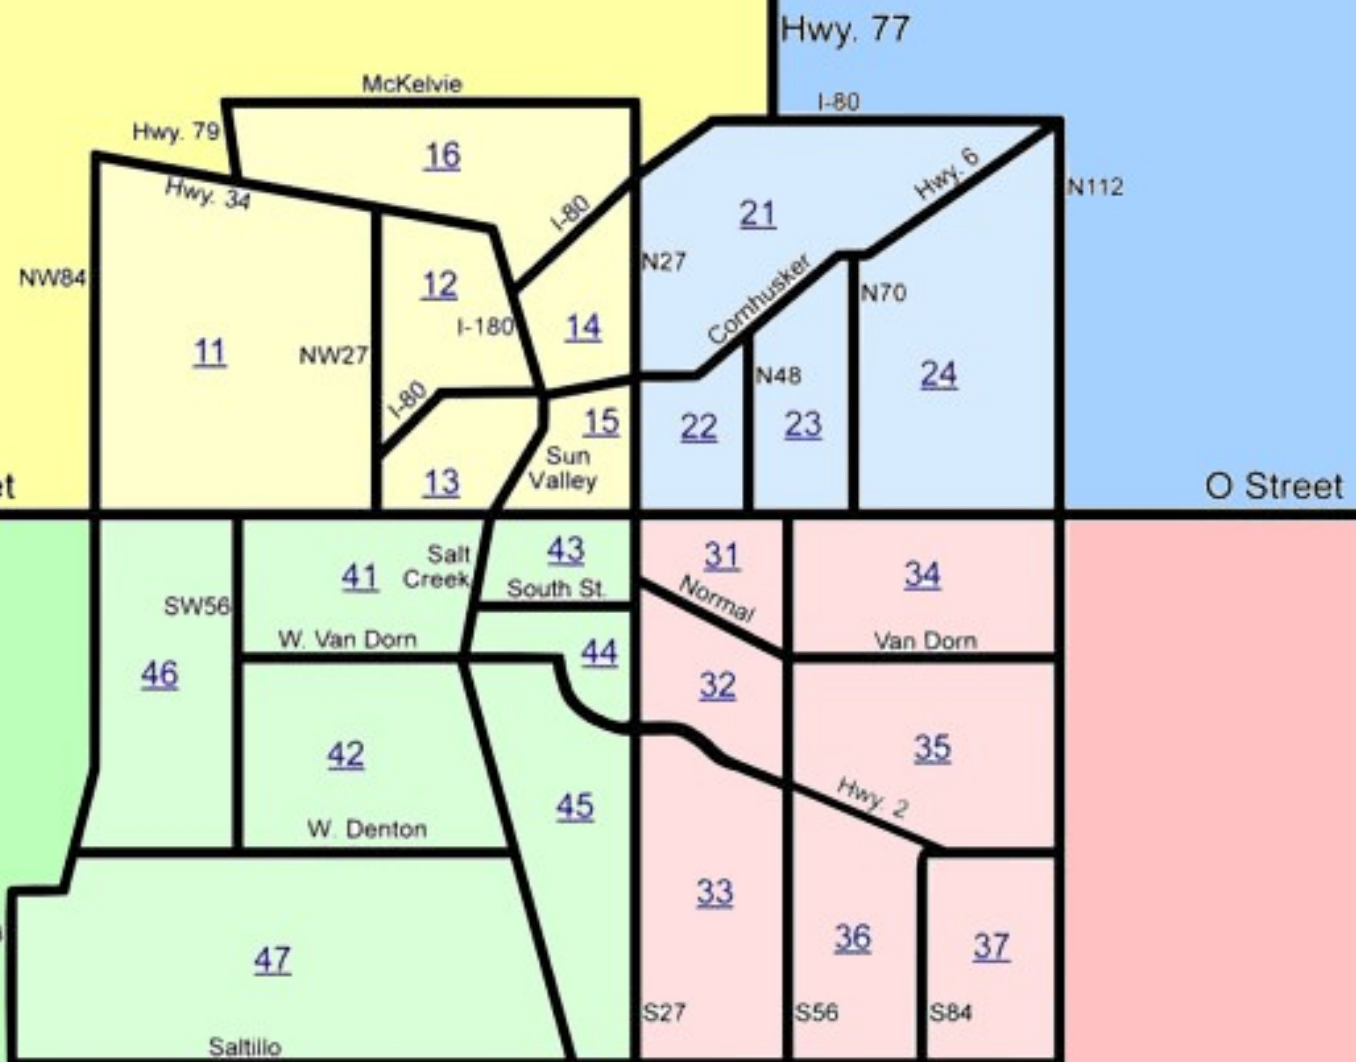 Hwy. 77
McKelvie
I-80
Hwy. 79
16
Hwy. 6
Hwy. 34
N112
I-80
21
NW84
12
N27
Cornhusker
N70
I-180
14
11
NW27
N48
24
I-80
15
22
23
Sun
Valley
13
et
O Street
Salt
Creek
43
31
41
34
South St.
Normal
SW56
W. Van Dorn
Van Dorn
44
46
32
42
35
Hwy. 2
45
W. Denton
33
36
37
47
S27
S56
S84
Saltillo